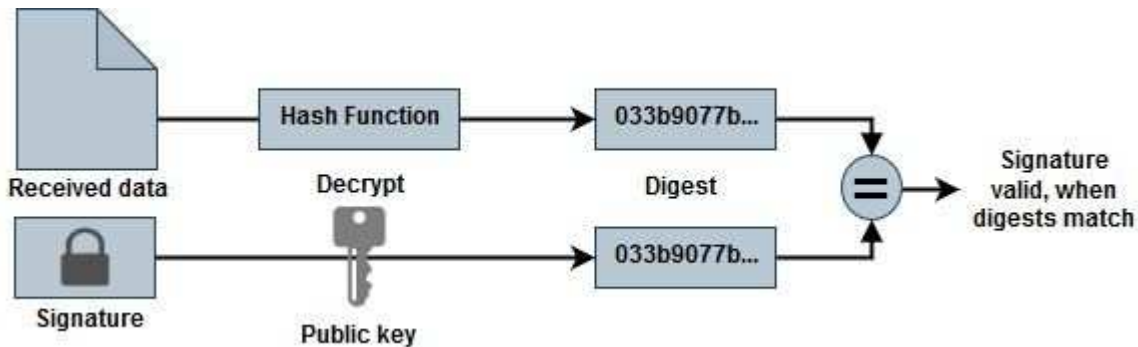 Hash Function
033b9077b...
Received data
Decrypt
Digest
=
Signature
valid, when
digests match
033b9077b...
Signature
Public key